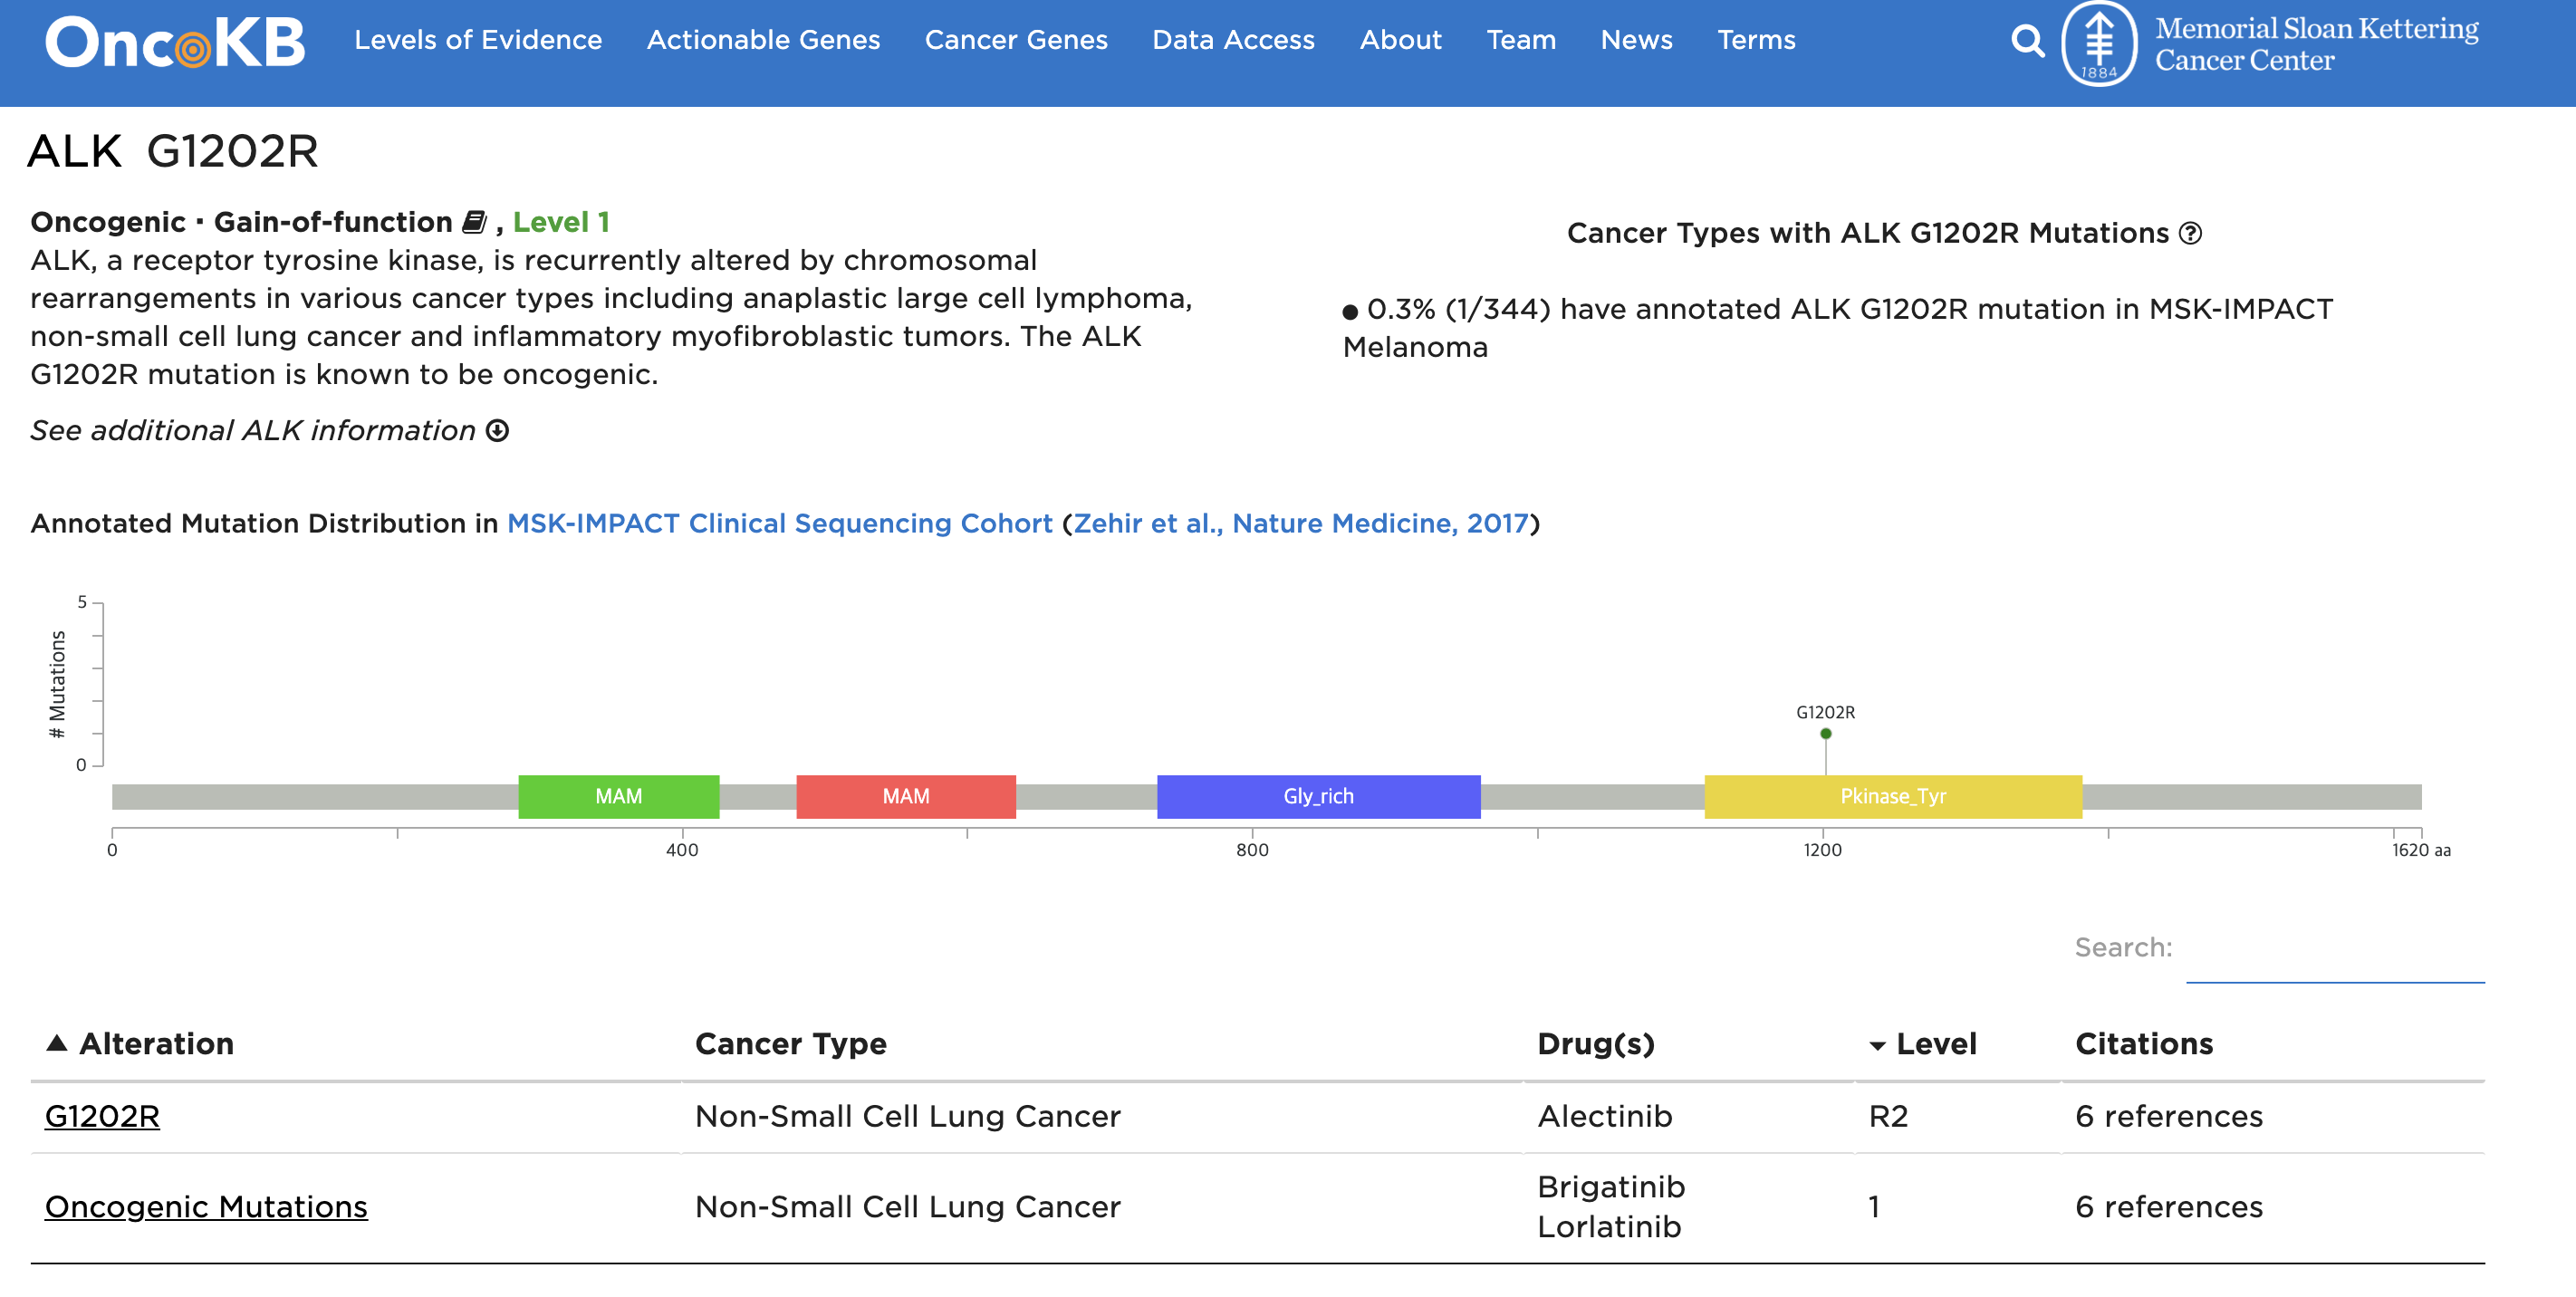 OncoKB Levels of Evidence Actionable Genes Cancer Genes Data Access About Team News Terms
1884
Memorial Sloan Kettering
Cancer Center
ALK G1202R
Oncogenic · Gain-of-function , Level 1
ALK, a receptor tyrosine kinase, is recurrently altered by chromosomal
rearrangements in various cancer types including anaplastic large cell lymphoma,
non-small cell lung cancer and inflammatory myofibroblastic tumors. The ALK
G1202R mutation is known to be oncogenic.
See additional ALK information
Cancer Types with ALK G1202R Mutations ?
● 0.3% (1/344) have annotated ALK G1202R mutation in MSK-IMPACT
Melanoma
Annotated Mutation Distribution in MSK-IMPACT Clinical Sequencing Cohort (Zehir et al., Nature Medicine, 2017)
5
# Mutations
0
G1202R
MAM MAM Gly_rich Pkinase_Tyr
0 400 800 1200 1620 aa
Search:
▲ Alteration Cancer Type Drug(s) ▾ Level Citations
G1202R Non-Small Cell Lung Cancer Alectinib R2 6 references
Oncogenic Mutations Non-Small Cell Lung Cancer Brigatinib 1 6 references
Lorlatinib